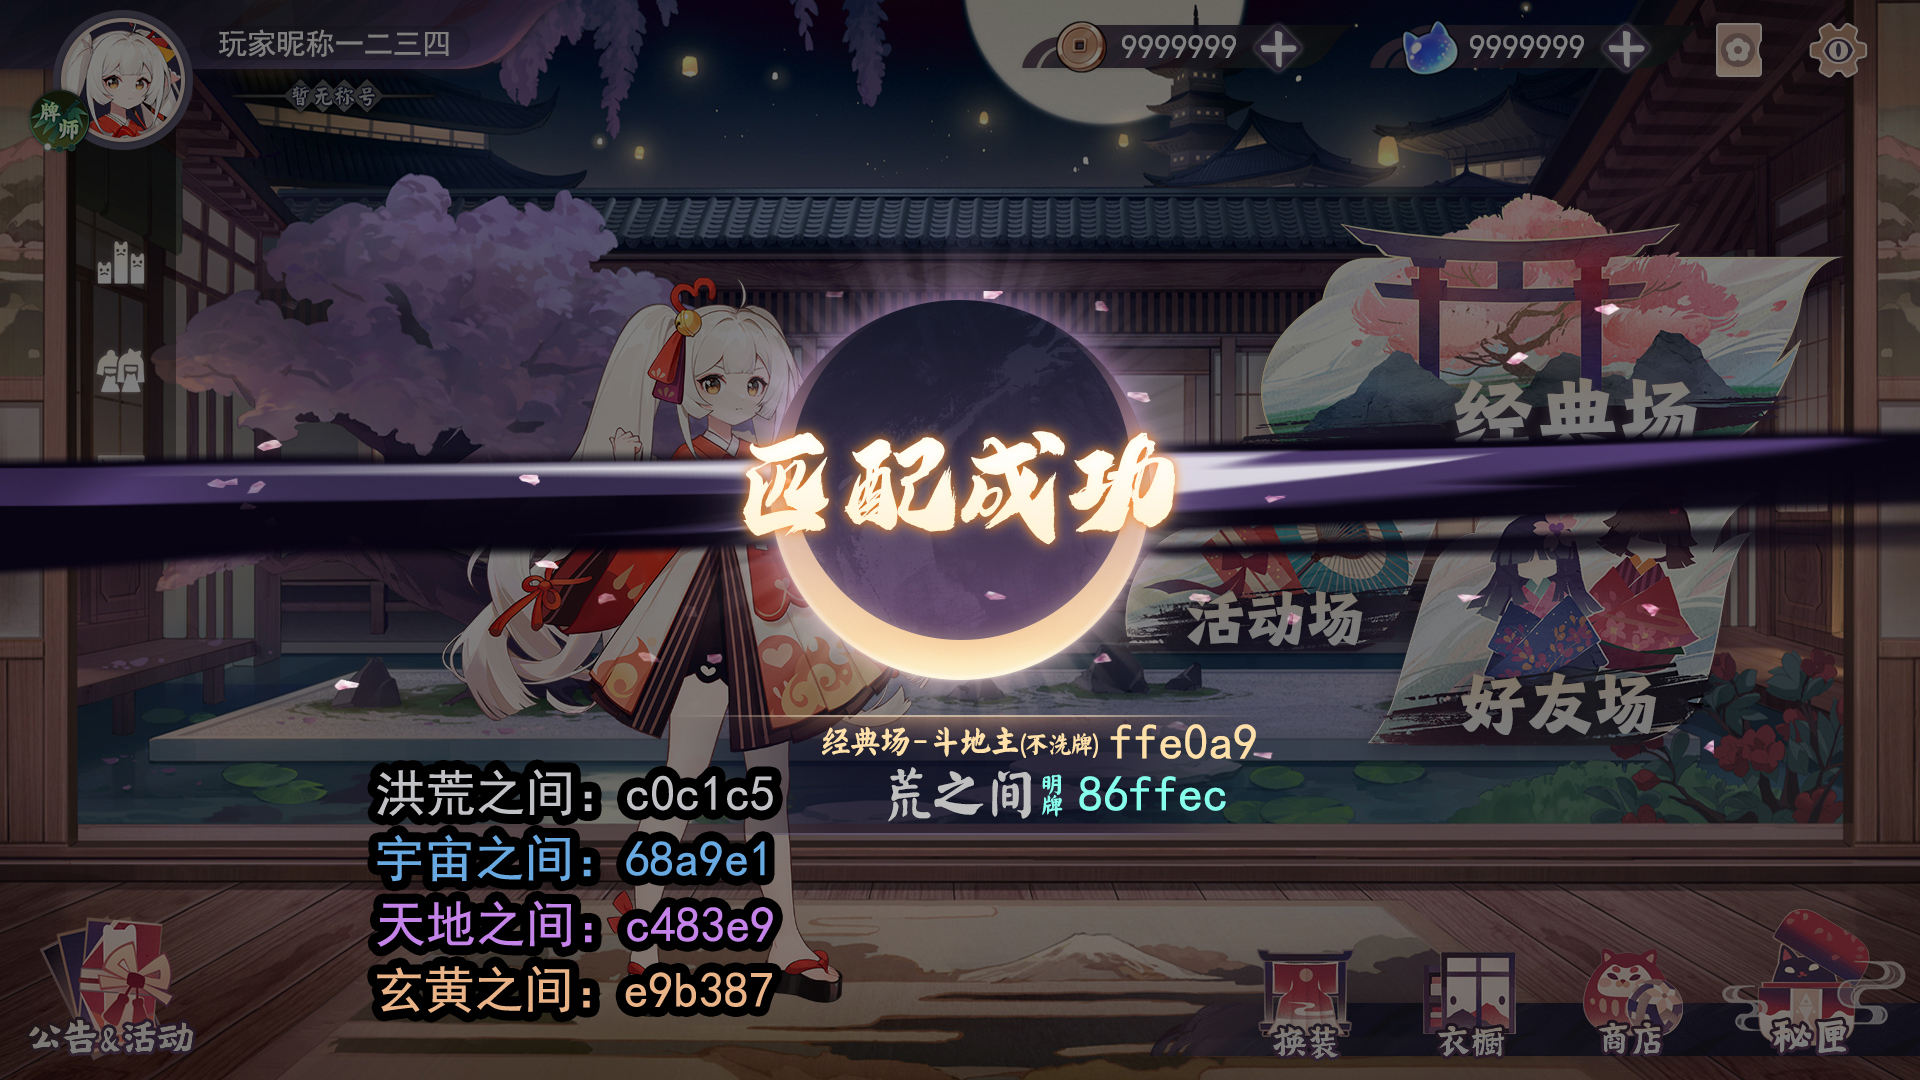 玩家昵称一二三四
9999999
9999999
暂无称号
牌师
经典场
匹配成功
活动场
好友场
经典场-斗地主(不洗牌) ffe0a9
荒之间 明牌 86ffec
洪荒之间：c0c1c5
宇宙之间：68a9e1
天地之间：c483e9
玄黄之间：e9b387
公告&活动
换装
衣橱
商店
秘匣